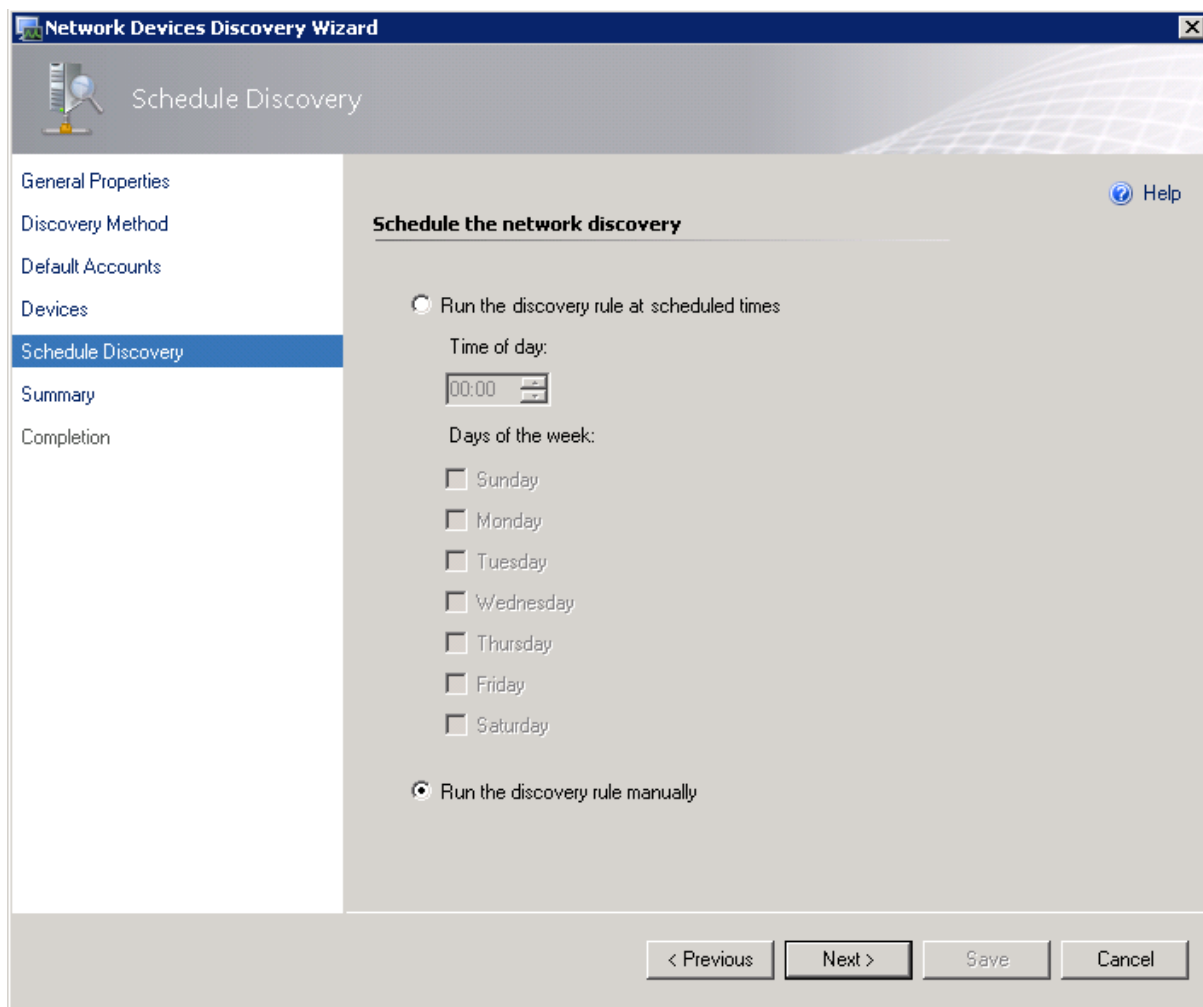 Network Devices Discovery Wizard
Schedule Discovery
General Properties
Discovery Method
Default Accounts
Devices
Schedule Discovery
Summary
Completion
Help
Schedule the network discovery
Run the discovery rule at scheduled times
Time of day:
00:00
Days of the week:
Sunday
Monday
Tuesday
Wednesday
Thursday
Friday
Saturday
Run the discovery rule manually
< Previous
Next >
Save
Cancel